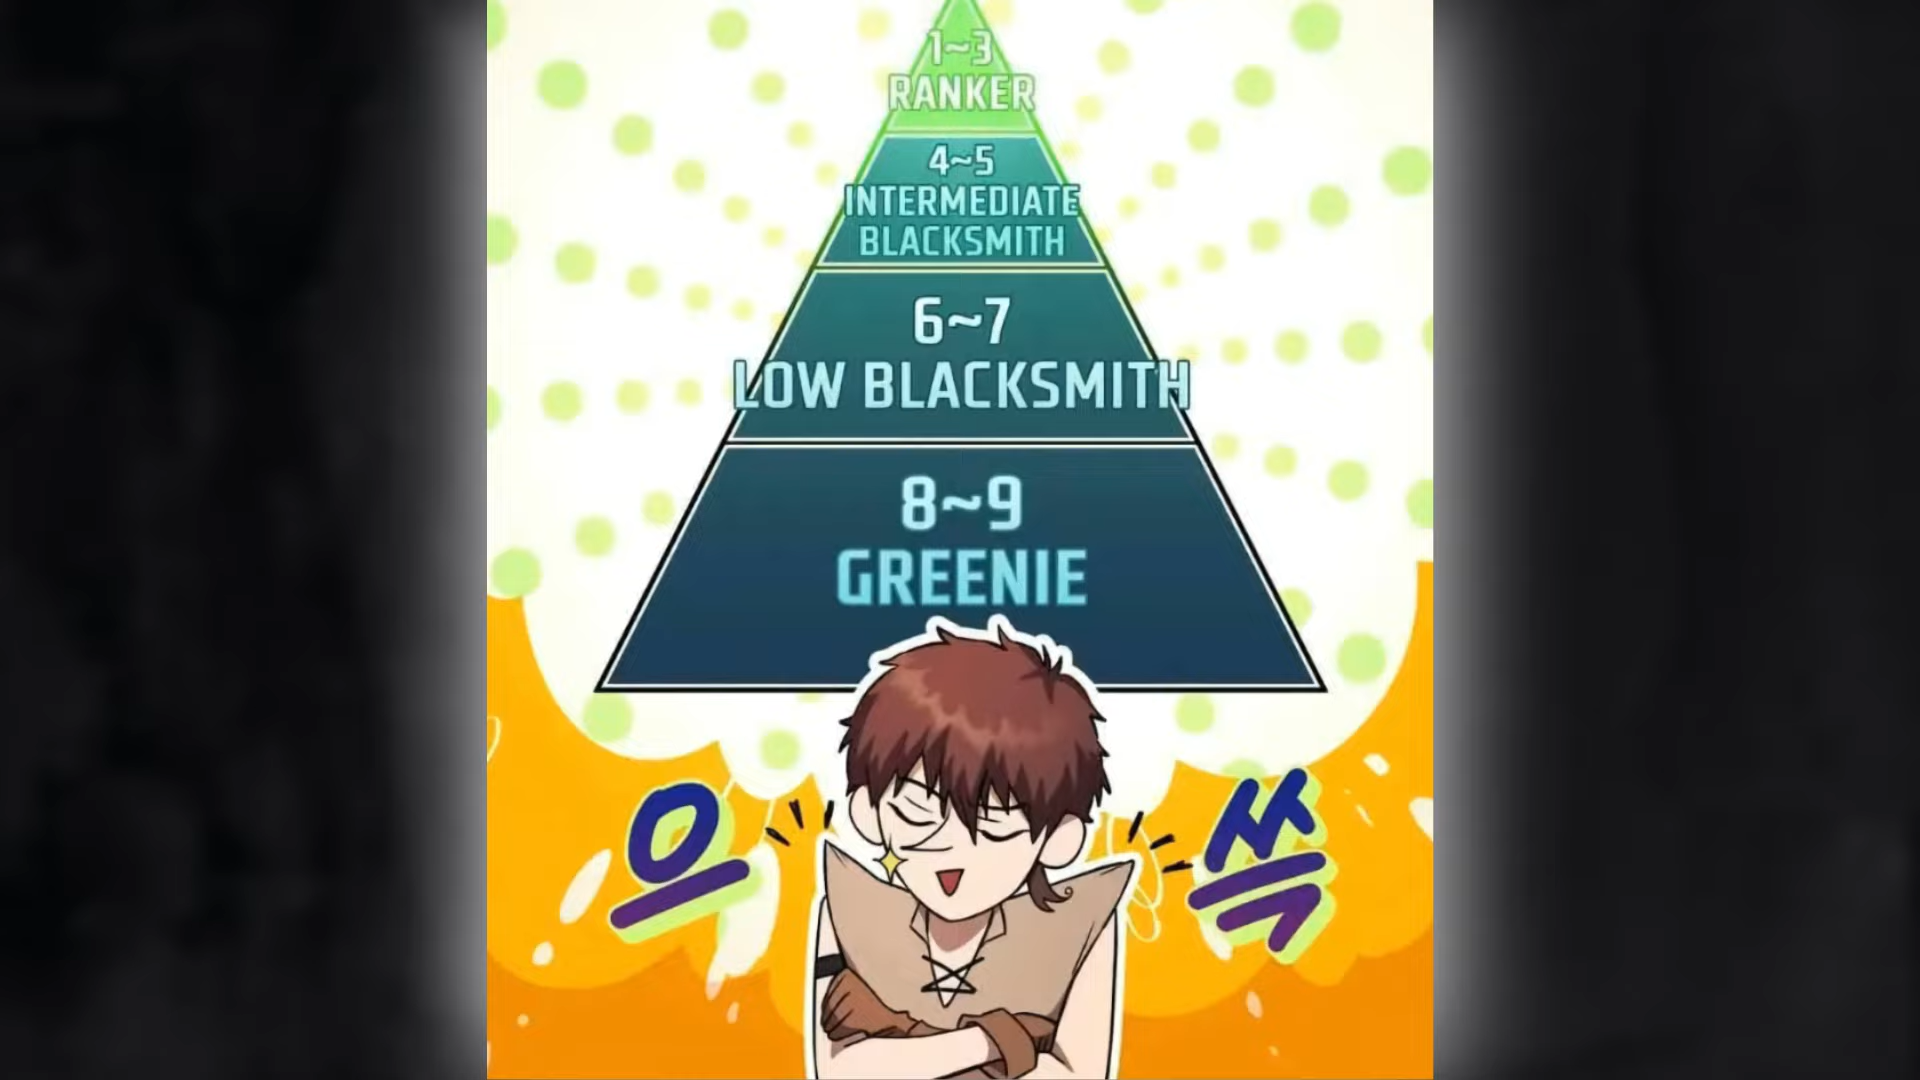 1~3
RANKER
4~5
INTERMEDIATE
BLACKSMITH
6~7
LOW BLACKSMITH
8~9
GREENIE
으쓱